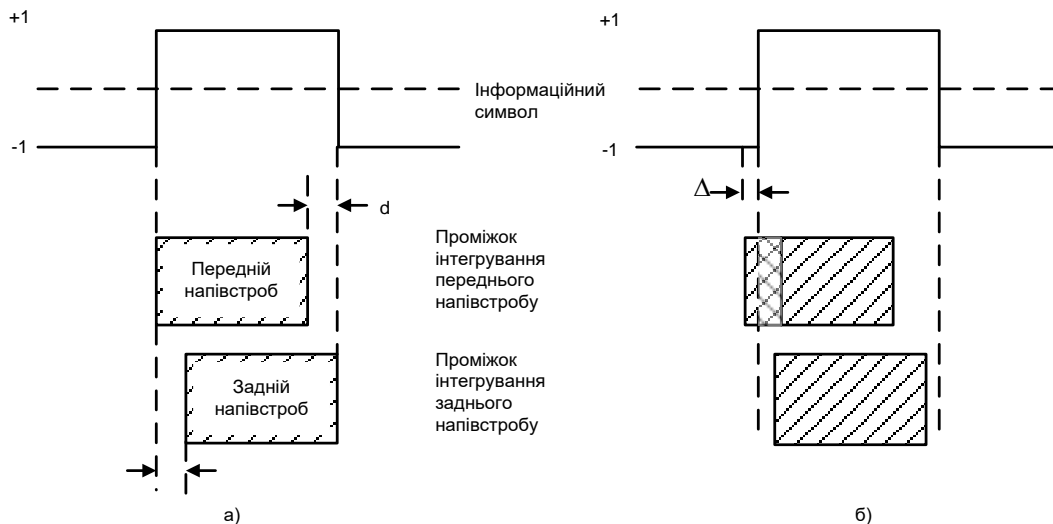 +1
-1
Інформаційний
символ
+1
-1
d
Δ
Передній
напівстроб
Проміжок
інтегрування
переднього
напівстробу
Задній
напівстроб
Проміжок
інтегрування
заднього
напівстробу
а)
б)